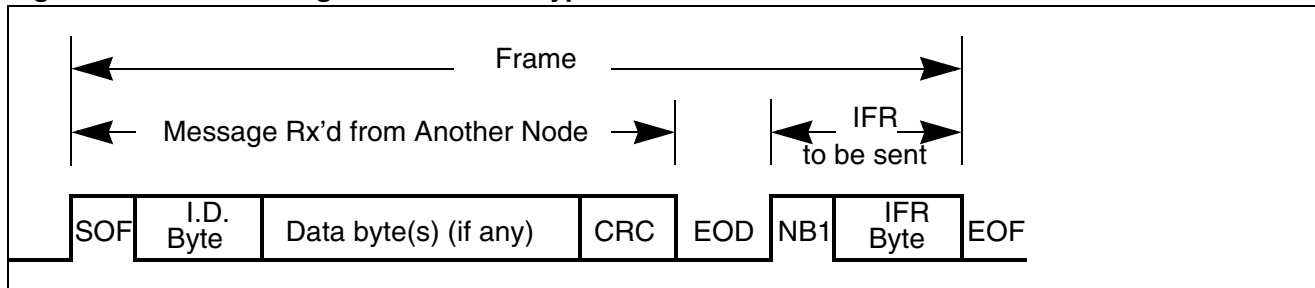 Frame
Message Rx'd from Another Node
IFR
to be sent
SOF
I.D.
Byte
Data byte(s) (if any)
CRC
EOD
NB1
IFR
Byte
EOF